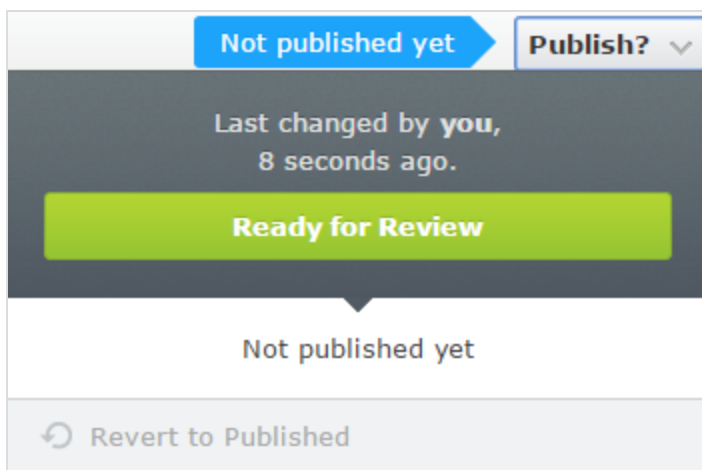 Not published yet
Publish?
Last changed by you,
8 seconds ago.
Ready for Review
Not published yet
Revert to Published